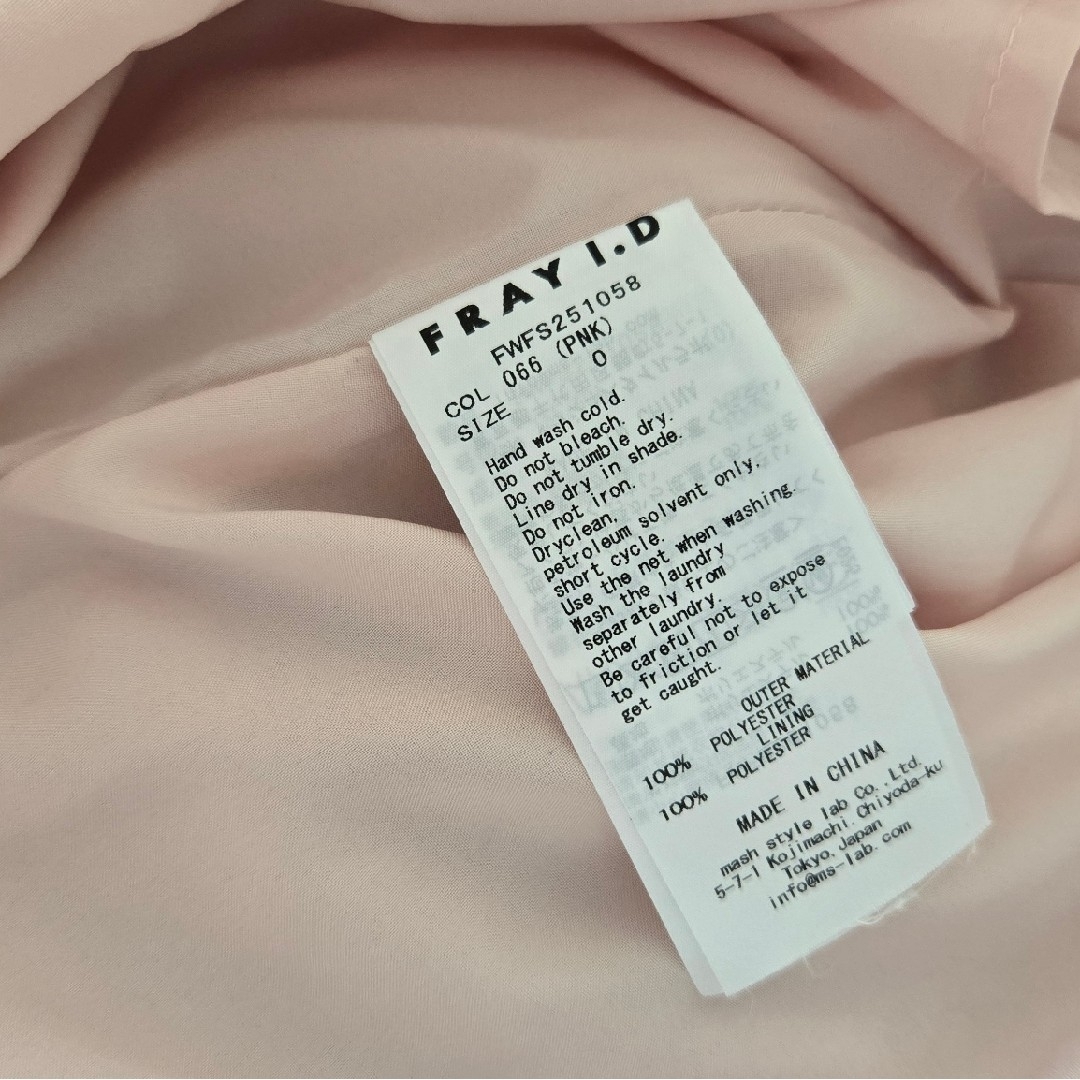 FRAY I.D
FWFS251058
COL 066 (PNK)
SIZE 0
Hand wash cold.
Do not bleach.
Do not tumble dry.
Line dry in shade.
Do not iron.
Dryclean,
petroleum solvent only,
short cycle.
Use the net when washing.
Wash the laundry
separately from
other laundry.
Be careful not to expose
to friction or let it
get caught.
OUTER MATERIAL
100% POLYESTER
LINING
100% POLYESTER
MADE IN CHINA
mash style lab Co.,Ltd.
5-7-1 Kojimachi Chiyoda-ku
Tokyo,Japan
info@ms-lab.com